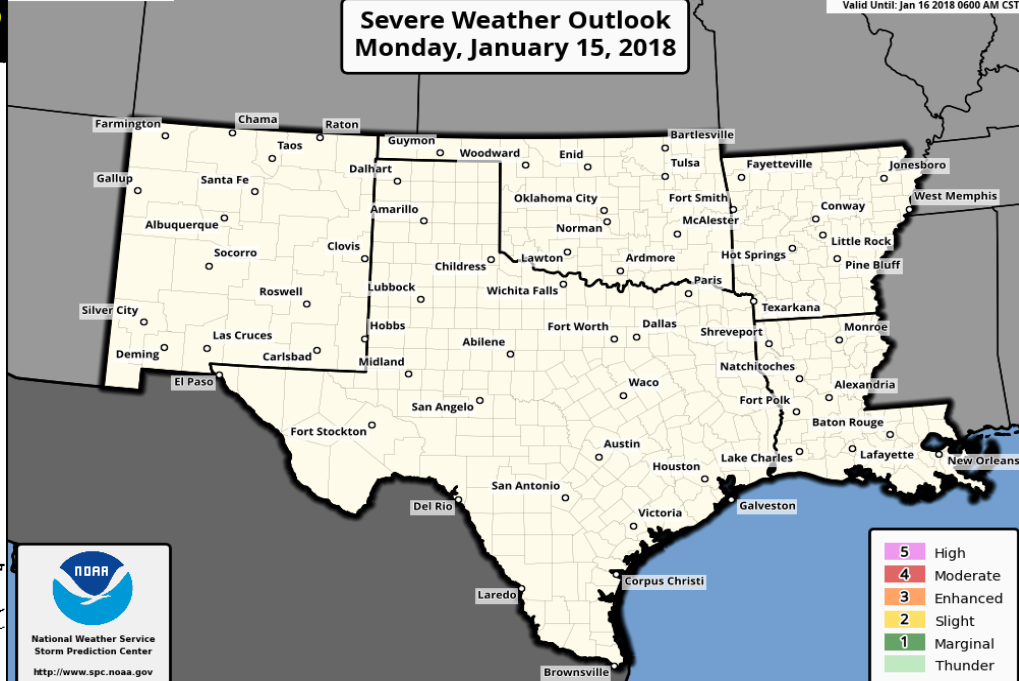 Valid Until: Jan 16 2018 0600 AM CST
Severe Weather Outlook
Monday, January 15, 2018
Farmington
Chama
Raton
Taos
Guymon
Woodward
Enid
Bartlesville
Tulsa
Fayetteville
Jonesboro
Gallup
Santa Fe
Dalhart
Oklahoma City
Fort Smith
West Memphis
Albuquerque
Amarillo
Norman
McAlester
Conway
Socorro
Clovis
Childress
Lawton
Ardmore
Hot Springs
Little Rock
Pine Bluff
Roswell
Lubbock
Wichita Falls
Paris
Texarkana
Silver City
Las Cruces
Hobbs
Fort Worth
Dallas
Shreveport
Monroe
Deming
Carlsbad
Midland
Abilene
Natchitoches
El Paso
San Angelo
Waco
Fort Polk
Alexandria
Fort Stockton
Austin
Baton Rouge
Houston
Lake Charles
Lafayette
New Orleans
Del Rio
San Antonio
Victoria
Galveston
Laredo
Corpus Christi
Brownsville
NOAA
National Weather Service
Storm Prediction Center
http://www.spc.noaa.gov
5 High
4 Moderate
3 Enhanced
2 Slight
1 Marginal
Thunder